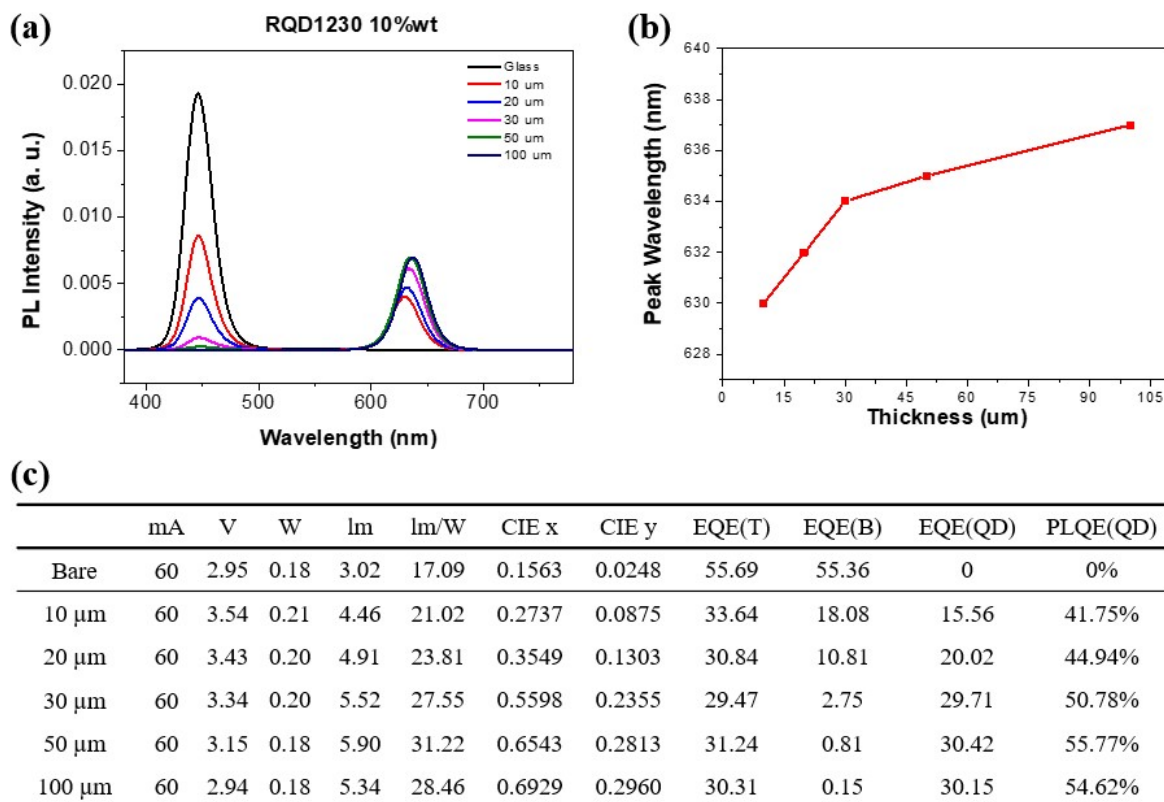 (a)
RQD1230 10%wt
Glass
10 um
20 um
30 um
50 um
100 um
0.020
0.015
0.010
0.005
0.000
PL Intensity (a. u.)
400 500 600 700
Wavelength (nm)
(b)
640
638
636
634
632
630
628
Peak Wavelength (nm)
0 15 30 45 60 75 90 105
Thickness (um)
(c)
mA V W lm lm/W CIE x CIE y EQE(T) EQE(B) EQE(QD) PLQE(QD)
Bare 60 2.95 0.18 3.02 17.09 0.1563 0.0248 55.69 55.36 0 0%
10 μm 60 3.54 0.21 4.46 21.02 0.2737 0.0875 33.64 18.08 15.56 41.75%
20 μm 60 3.43 0.20 4.91 23.81 0.3549 0.1303 30.84 10.81 20.02 44.94%
30 μm 60 3.34 0.20 5.52 27.55 0.5598 0.2355 29.47 2.75 29.71 50.78%
50 μm 60 3.15 0.18 5.90 31.22 0.6543 0.2813 31.24 0.81 30.42 55.77%
100 μm 60 2.94 0.18 5.34 28.46 0.6929 0.2960 30.31 0.15 30.15 54.62%